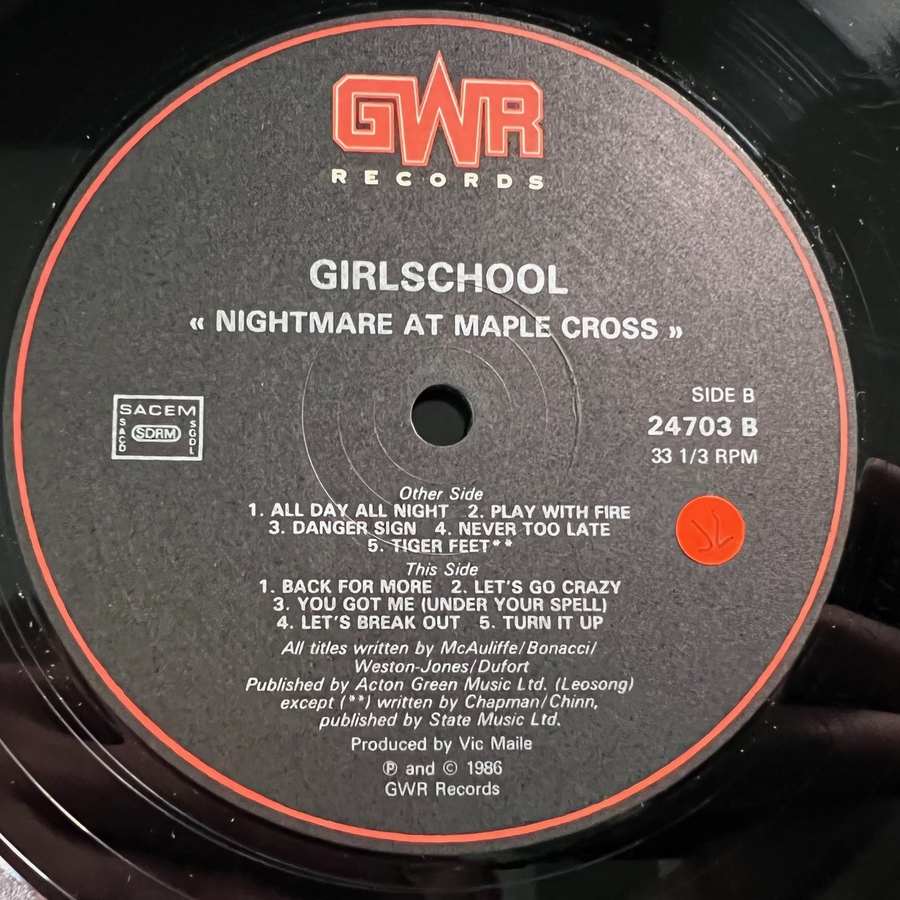 GWR
RECORDS
GIRLSCHOOL
« NIGHTMARE AT MAPLE CROSS »
SACEM
SACD
SDRM
SGDL
SIDE B
24703 B
33 1/3 RPM
Other Side
1. ALL DAY ALL NIGHT 2. PLAY WITH FIRE
3. DANGER SIGN 4. NEVER TOO LATE
5. TIGER FEET**
This Side
1. BACK FOR MORE 2. LET'S GO CRAZY
3. YOU GOT ME (UNDER YOUR SPELL)
4. LET'S BREAK OUT 5. TURN IT UP
All titles written by McAuliffe/Bonacci/
Weston-Jones/Dufort
Published by Acton Green Music Ltd. (Leosong)
except (**) written by Chapman/Chinn,
published by State Music Ltd.
Produced by Vic Maile
℗ and © 1986
GWR Records